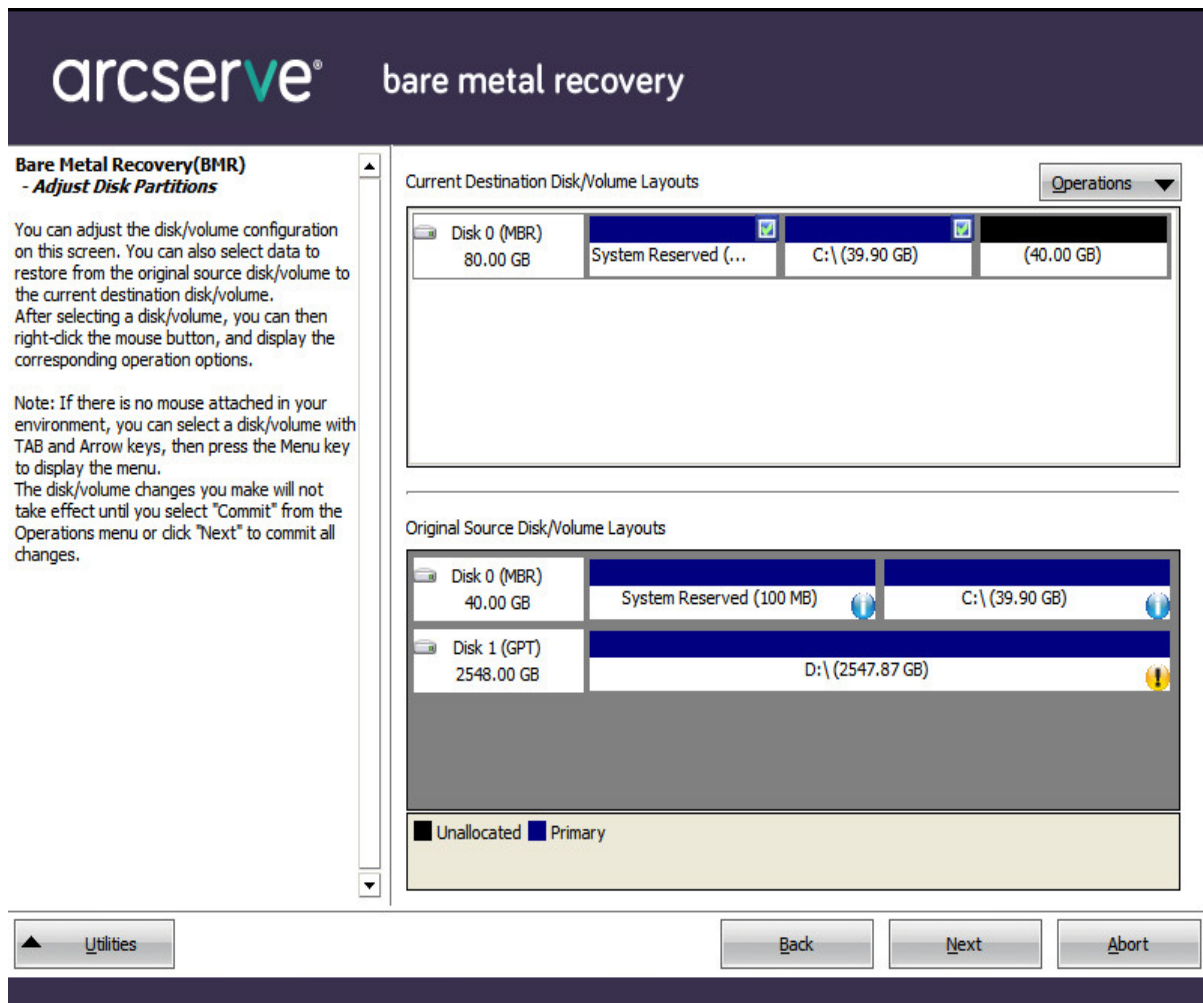 arcserve® bare metal recovery
Bare Metal Recovery(BMR)
- Adjust Disk Partitions
You can adjust the disk/volume configuration
on this screen. You can also select data to
restore from the original source disk/volume to
the current destination disk/volume.
After selecting a disk/volume, you can then
right-click the mouse button, and display the
corresponding operation options.
Note: If there is no mouse attached in your
environment, you can select a disk/volume with
TAB and Arrow keys, then press the Menu key
to display the menu.
The disk/volume changes you make will not
take effect until you select "Commit" from the
Operations menu or click "Next" to commit all
changes.
Current Destination Disk/Volume Layouts
Operations
Disk 0 (MBR)
80.00 GB
System Reserved (...
C:\ (39.90 GB)
(40.00 GB)
Original Source Disk/Volume Layouts
Disk 0 (MBR)
40.00 GB
System Reserved (100 MB)
C:\ (39.90 GB)
Disk 1 (GPT)
2548.00 GB
D:\ (2547.87 GB)
Unallocated Primary
Utilities
Back
Next
Abort